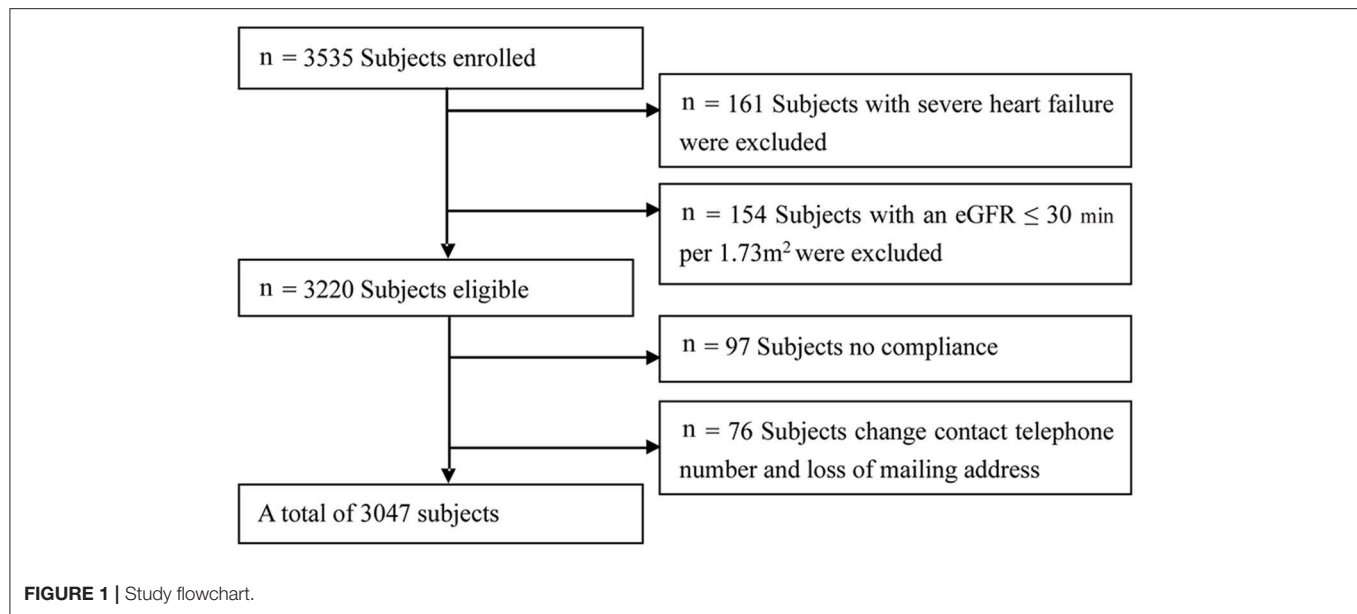 n = 3535 Subjects enrolled
n = 161 Subjects with severe heart failure
were excluded
n = 154 Subjects with an eGFR ≤ 30 min
per 1.73m² were excluded
n = 3220 Subjects eligible
n = 97 Subjects no compliance
n = 76 Subjects change contact telephone
number and loss of mailing address
A total of 3047 subjects
FIGURE 1 | Study flowchart.